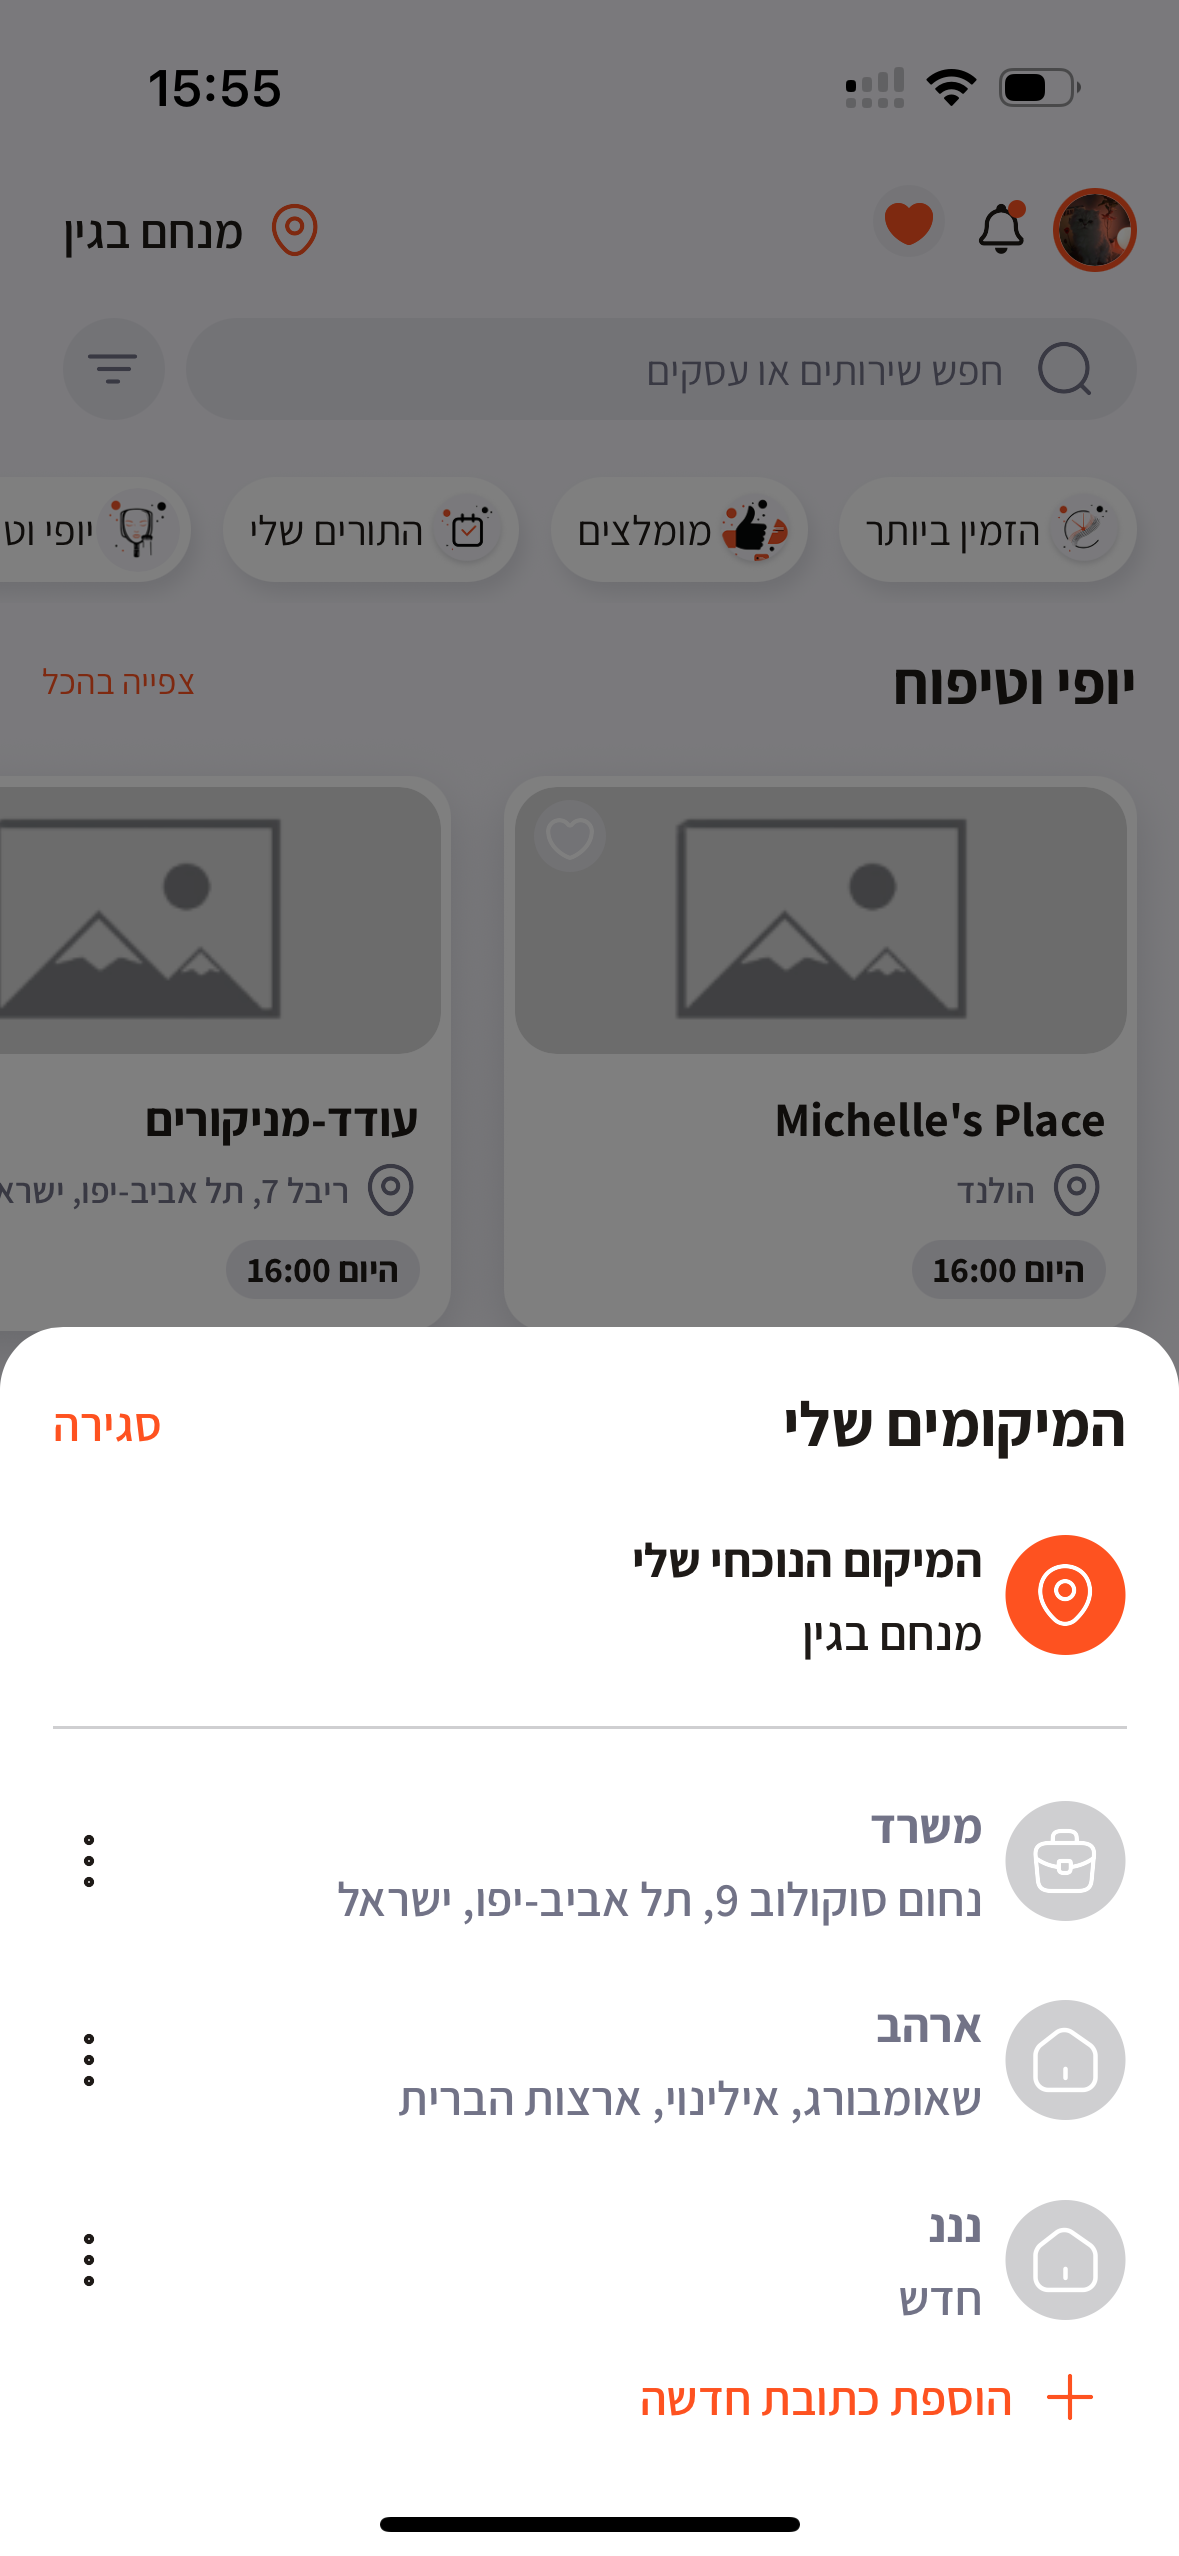 15:55
מנחם בגין
חפש שירותים או עסקים
הזמין ביותר
מומלצים
התורים שלי
יופי וט
יופי וטיפוח
צפייה בהכל
Michelle's Place
הולנד
היום 16:00
עודד-מניקורים
ריבל 7, תל אביב-יפו, ישרא
היום 16:00
המיקומים שלי
סגירה
המיקום הנוכחי שלי
מנחם בגין
משרד
נחום סוקולוב 9, תל אביב-יפו, ישראל
ארהב
שאומבורג, אילינוי, ארצות הברית
נננ
חדש
הוספת כתובת חדשה